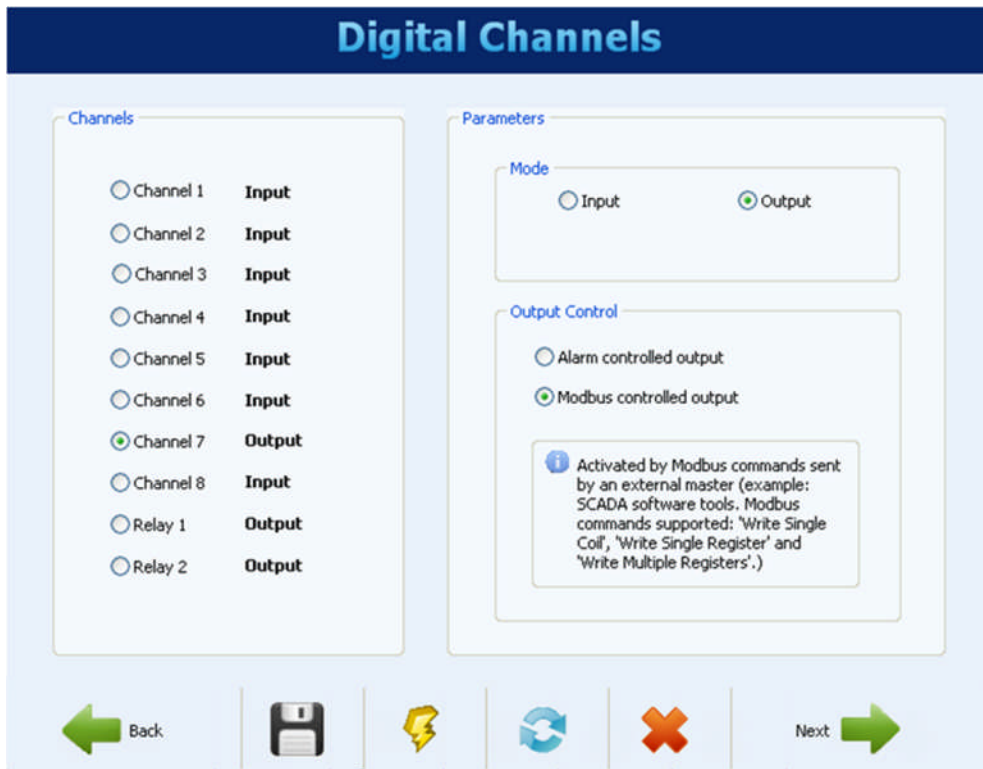 Digital Channels
Channels
Channel 1 Input
Channel 2 Input
Channel 3 Input
Channel 4 Input
Channel 5 Input
Channel 6 Input
Channel 7 Output
Channel 8 Input
Relay 1 Output
Relay 2 Output
Parameters
Mode
Input Output
Output Control
Alarm controlled output
Modbus controlled output
Activated by Modbus commands sent
by an external master (example:
SCADA software tools. Modbus
commands supported: 'Write Single
Coil', 'Write Single Register' and
'Write Multiple Registers'.)
Back Next